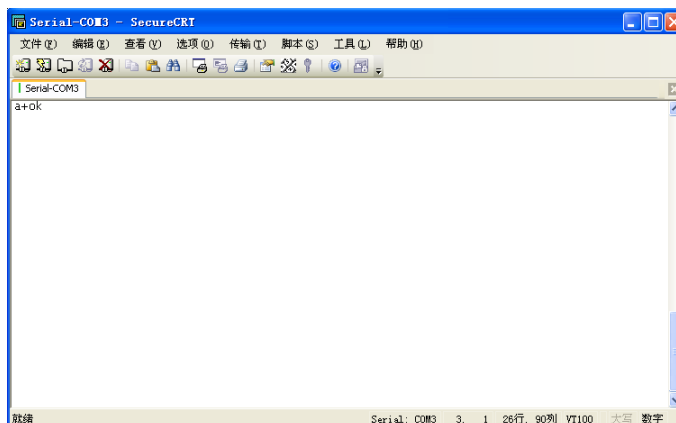 Serial-COM3 - SecureCRT
文件(F) 编辑(E) 查看(V) 选项(O) 传输(T) 脚本(S) 工具(L) 帮助(H)
Serial-COM3
a+ok
就绪 Serial: COM3 3, 1 26行, 90列 VT100 大写 数字